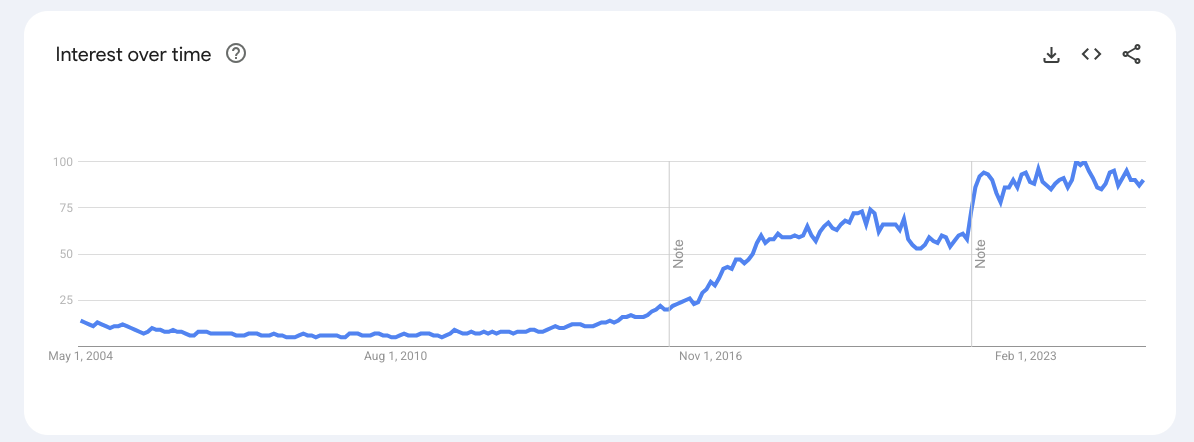 Interest over time
100
75
50
25
Note
Note
May 1, 2004
Aug 1, 2010
Nov 1, 2016
Feb 1, 2023